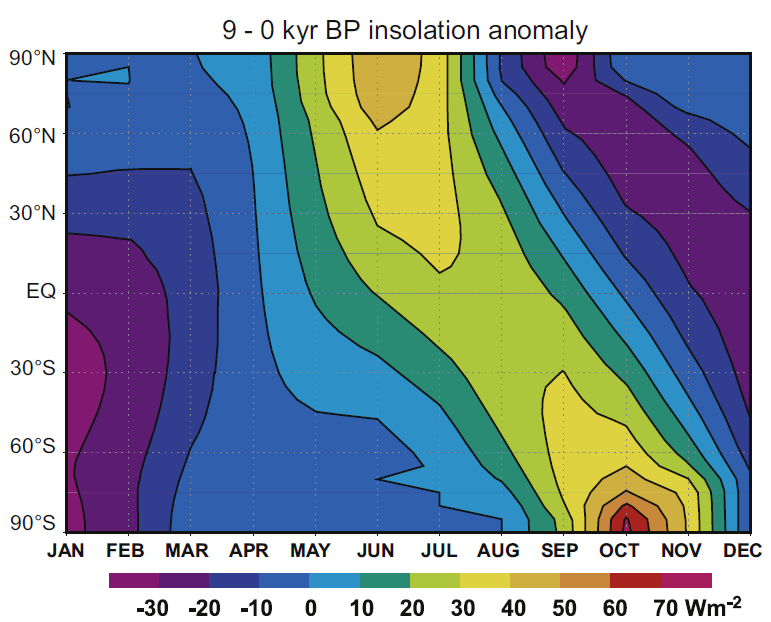 9 - 0 kyr BP insolation anomaly
90°N
60°N
30°N
EQ
30°S
60°S
90°S
JAN FEB MAR APR MAY JUN JUL AUG SEP OCT NOV DEC
-30 -20 -10 0 10 20 30 40 50 60 70 Wm-2